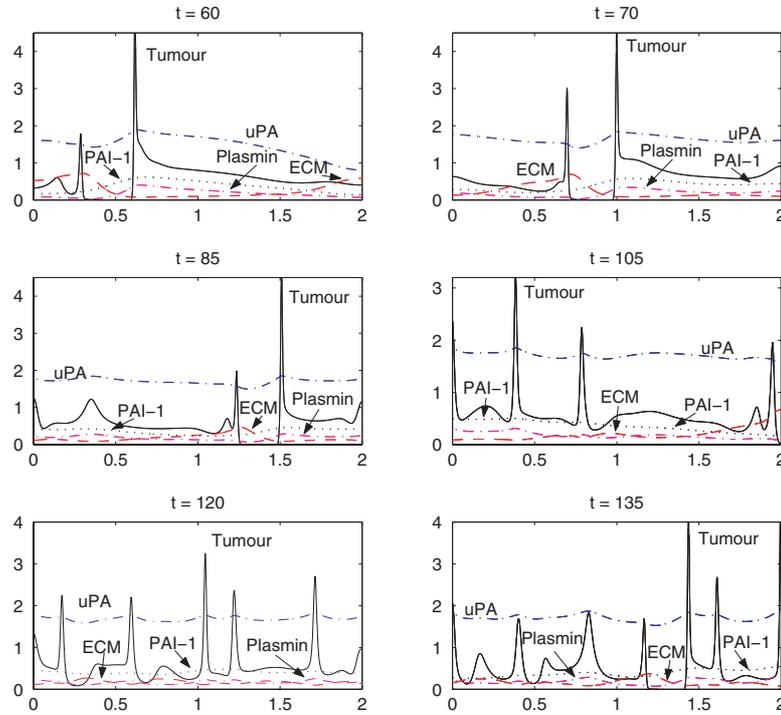 t = 60
4
3
2
1
0
Tumour
uPA
PAI−1
Plasmin
ECM
0 0.5 1 1.5 2
t = 70
4
3
2
1
0
Tumour
uPA
ECM
Plasmin
PAI−1
0 0.5 1 1.5 2
t = 85
4
3
2
1
0
Tumour
uPA
PAI−1
ECM
Plasmin
0 0.5 1 1.5 2
t = 105
3
2
1
0
Tumour
uPA
PAI−1
ECM
PAI−1
0 0.5 1 1.5 2
t = 120
4
3
2
1
0
Tumour
uPA
ECM
PAI−1
Plasmin
0 0.5 1 1.5 2
t = 135
4
3
2
1
0
Tumour
uPA
Plasmin
ECM
PAI−1
0 0.5 1 1.5 2